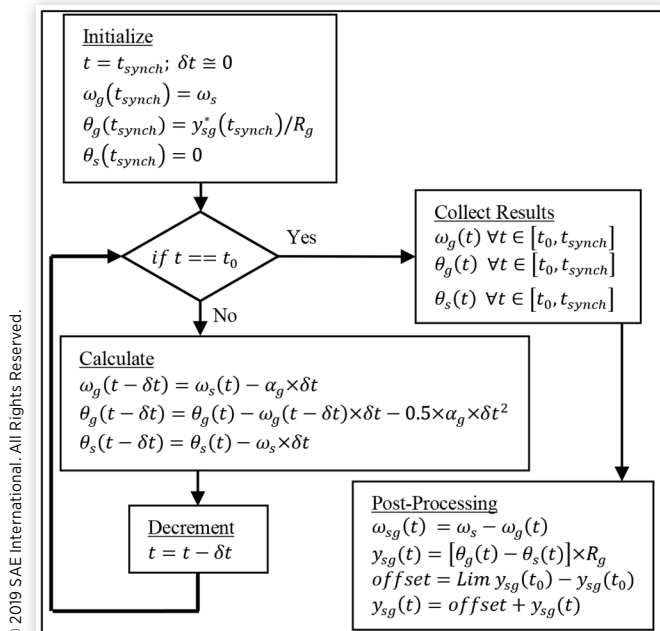 Initialize
t = t_synch; δt ≅ 0
ω_g(t_synch) = ω_s
θ_g(t_synch) = y*_sg(t_synch)/R_g
θ_s(t_synch) = 0
if t == t_0
Yes
No
Collect Results
ω_g(t) ∀t ∈ [t_0, t_synch]
θ_g(t) ∀t ∈ [t_0, t_synch]
θ_s(t) ∀t ∈ [t_0, t_synch]
Calculate
ω_g(t − δt) = ω_s(t) − α_g×δt
θ_g(t − δt) = θ_g(t) − ω_g(t − δt)×δt − 0.5×α_g×δt²
θ_s(t − δt) = θ_s(t) − ω_s×δt
Decrement
t = t − δt
Post-Processing
ω_sg(t) = ω_s − ω_g(t)
y_sg(t) = [θ_g(t) − θ_s(t)]×R_g
offset = Lim y_sg(t_0) − y_sg(t_0)
y_sg(t) = offset + y_sg(t)
© 2019 SAE International. All Rights Reserved.